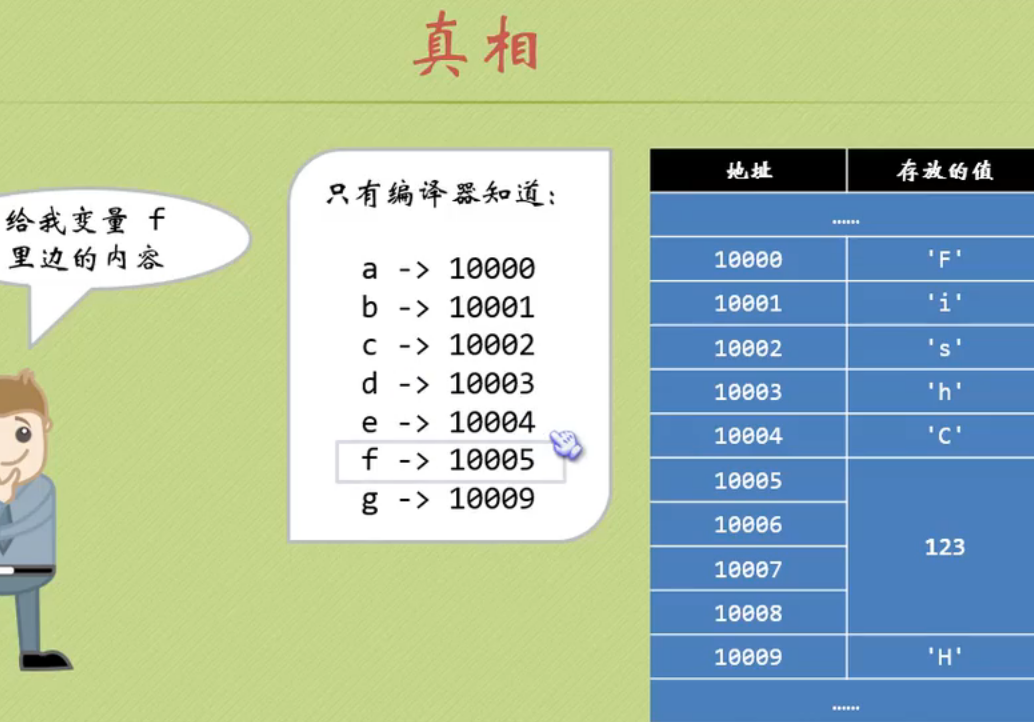 真相
给我变量 f
里边的内容
只有编译器知道:
a -> 10000
b -> 10001
c -> 10002
d -> 10003
e -> 10004
f -> 10005
g -> 10009
地址 存放的值
......
10000 'F'
10001 'i'
10002 's'
10003 'h'
10004 'C'
10005
10006
123
10007
10008
10009 'H'
......